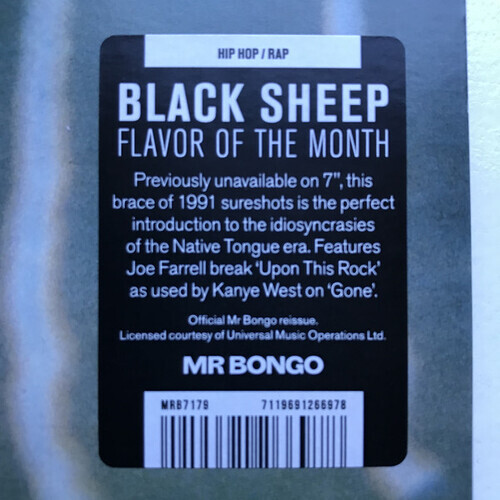 HIP HOP / RAP
BLACK SHEEP
FLAVOR OF THE MONTH
Previously unavailable on 7", this
brace of 1991 sureshots is the perfect
introduction to the idiosyncrasies
of the Native Tongue era. Features
Joe Farrell break ‘Upon This Rock’
as used by Kanye West on ‘Gone’.
Official Mr Bongo reissue.
Licensed courtesy of Universal Music Operations Ltd.
MR BONGO
MRB7179 7119691266978